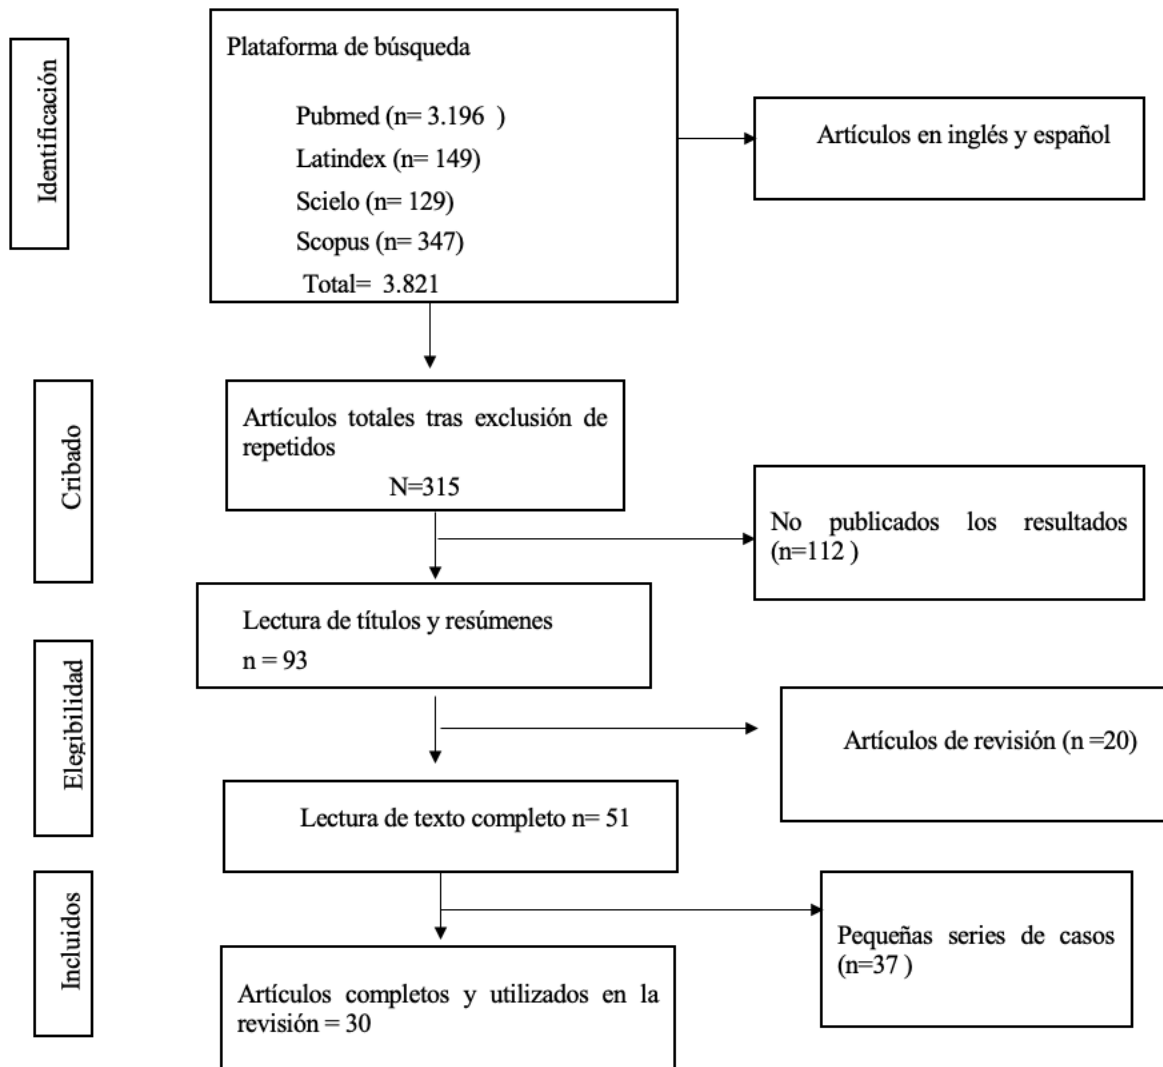 Identificación
Plataforma de búsqueda
Pubmed (n= 3.196 )
Latindex (n= 149)
Scielo (n= 129)
Scopus (n= 347)
Total= 3.821
Artículos en inglés y español
Cribado
Artículos totales tras exclusión de
repetidos
N=315
No publicados los resultados
(n=112 )
Lectura de títulos y resúmenes
n = 93
Elegibilidad
Artículos de revisión (n =20)
Lectura de texto completo n= 51
Incluidos
Pequeñas series de casos
(n=37 )
Artículos completos y utilizados en la
revisión = 30